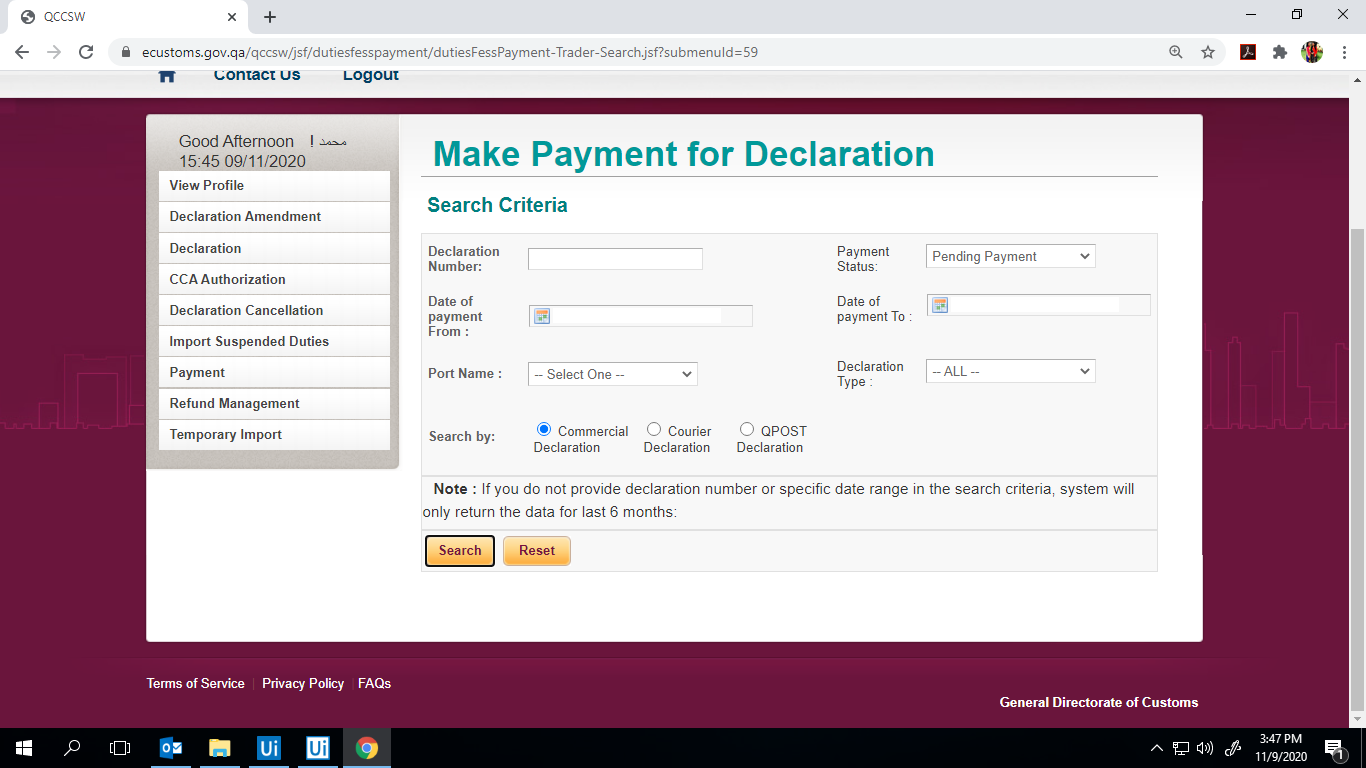 QCCSW
ecustoms.gov.qa/qccsw/jsf/dutiesfesspayment/dutiesFessPayment-Trader-Search.jsf?submenuId=59
Contact Us Logout
Good Afternoon ! محمد
15:45 09/11/2020
View Profile
Declaration Amendment
Declaration
CCA Authorization
Declaration Cancellation
Import Suspended Duties
Payment
Refund Management
Temporary Import
Make Payment for Declaration
Search Criteria
Declaration
Number:
Payment
Status:
Pending Payment
Date of
payment
From :
Date of
payment To :
Port Name :
-- Select One --
Declaration
Type :
-- ALL --
Search by:
Commercial
Declaration
Courier
Declaration
QPOST
Declaration
Note : If you do not provide declaration number or specific date range in the search criteria, system will
only return the data for last 6 months:
Search Reset
Terms of Service Privacy Policy FAQs
General Directorate of Customs
Ui Ui
3:47 PM
11/9/2020
1